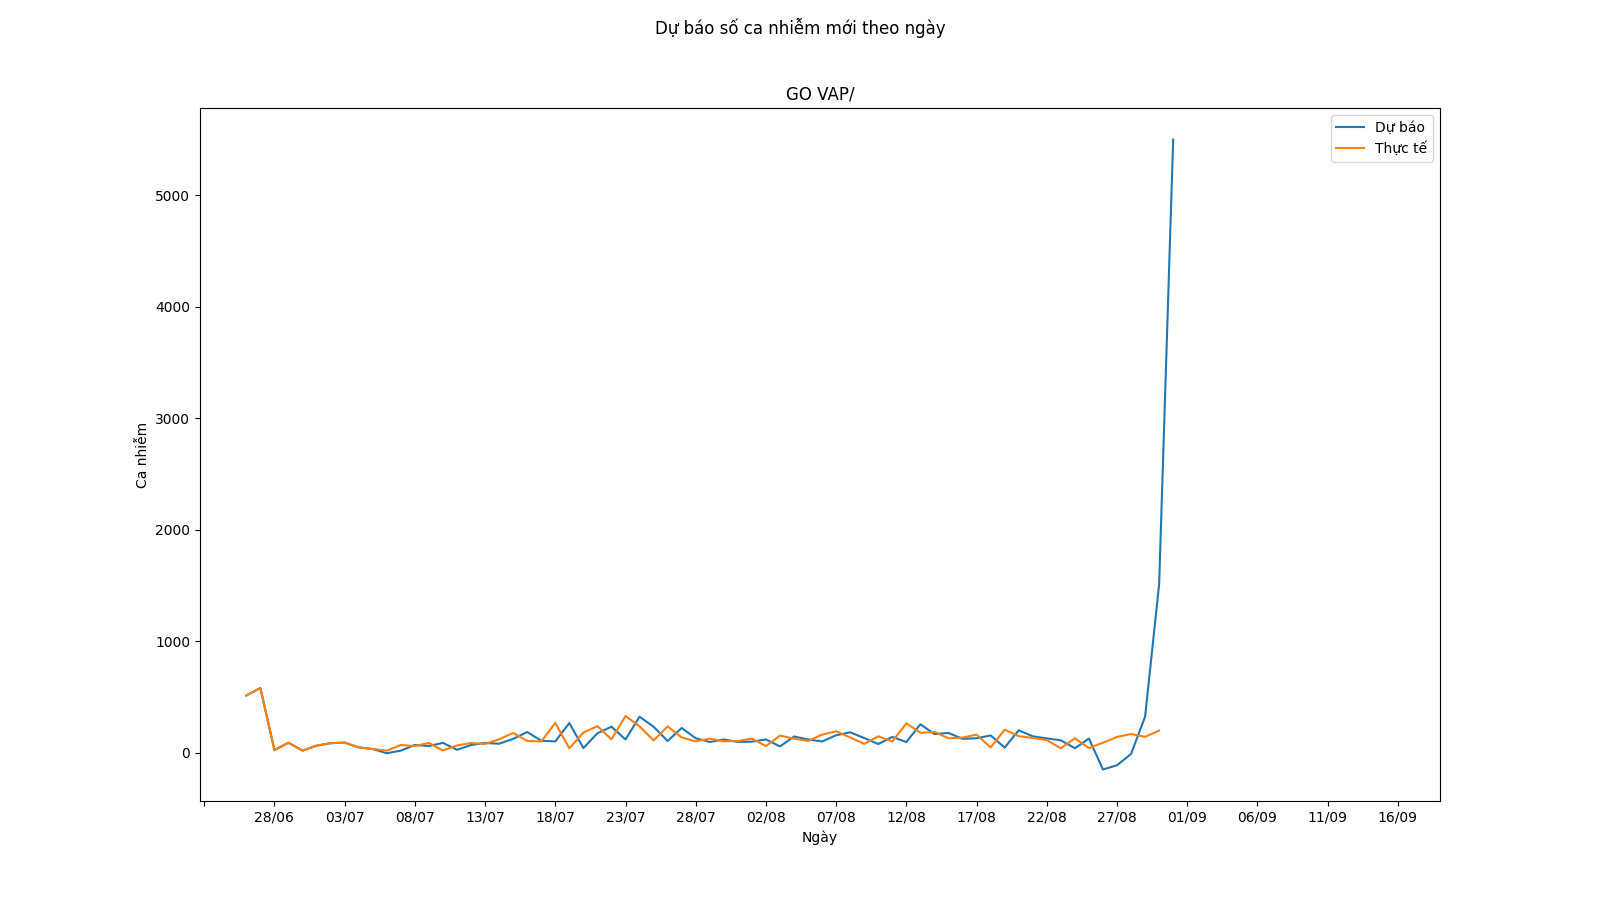 Dự báo số ca nhiễm mới theo ngày
GO VAP/
Dự báo
Thực tế
5000
4000
3000
2000
1000
0
Ca nhiễm
28/06 03/07 08/07 13/07 18/07 23/07 28/07 02/08 07/08 12/08 17/08 22/08 27/08 01/09 06/09 11/09 16/09
Ngày